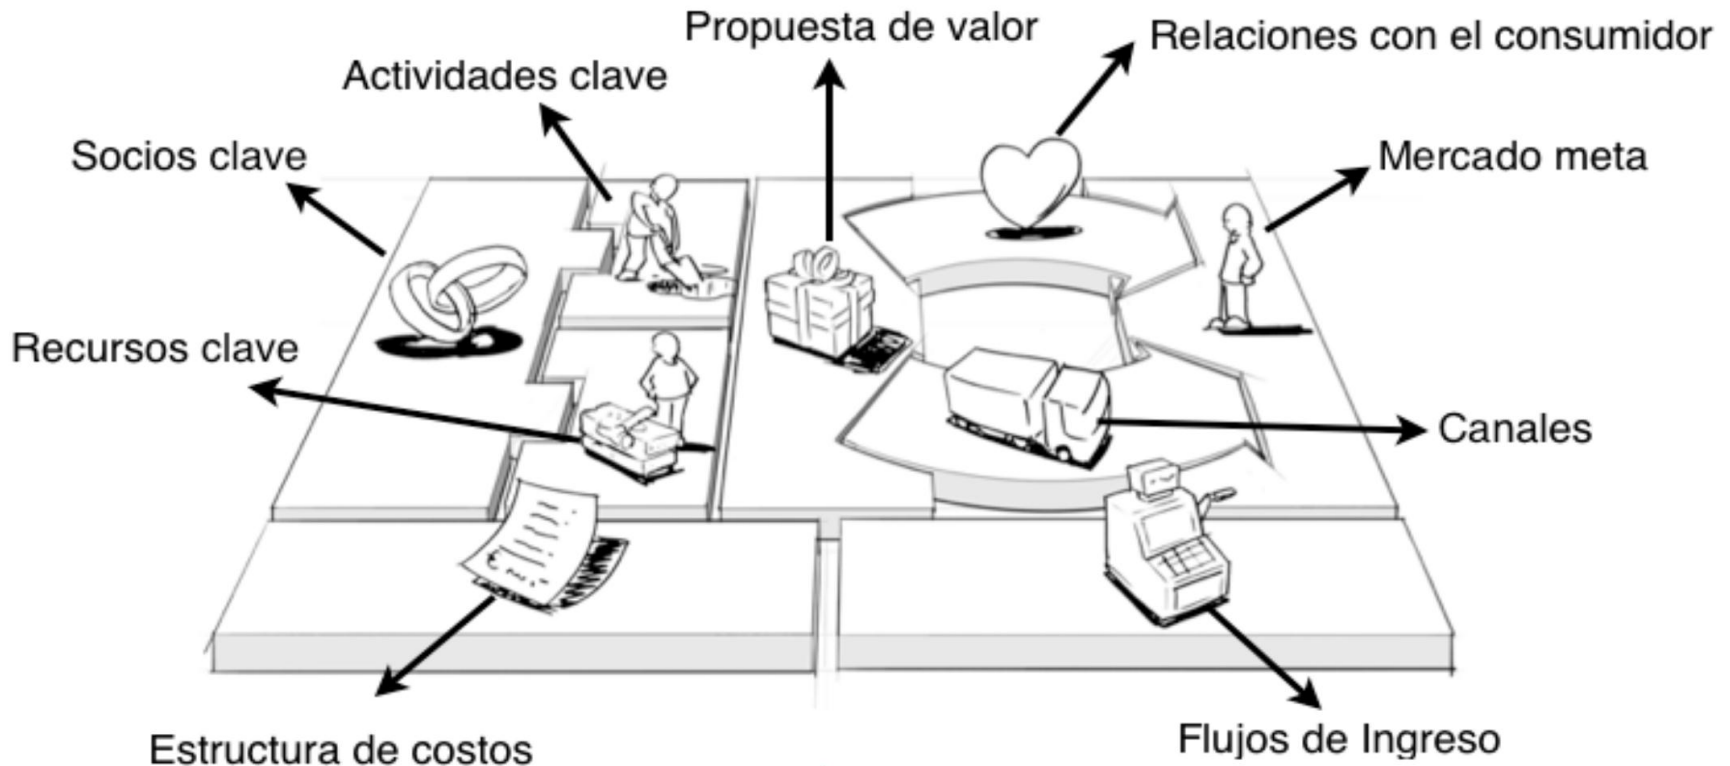 Propuesta de valor
Relaciones con el consumidor
Actividades clave
Socios clave
Mercado meta
Recursos clave
Canales
Estructura de costos
Flujos de Ingreso